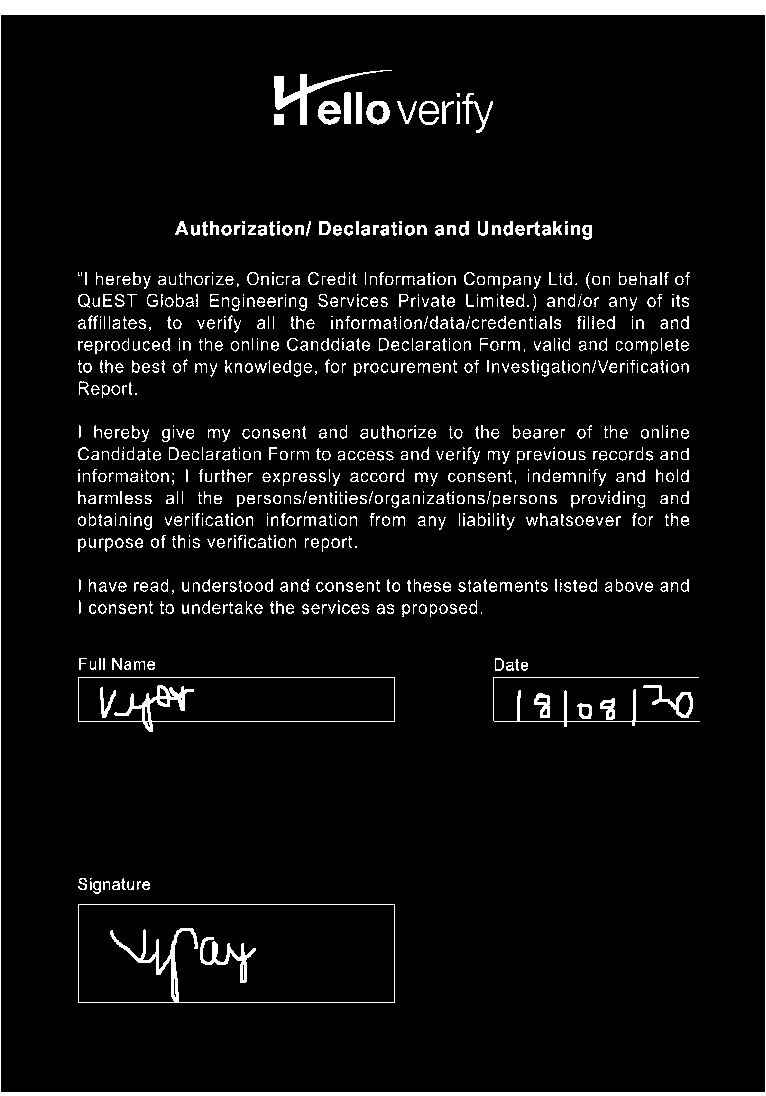 Hello verify
Authorization/ Declaration and Undertaking
“I hereby authorize, Onicra Credit Information Company Ltd. (on behalf of
QuEST Global Engineering Services Private Limited.) and/or any of its
affiliates, to verify all the information/data/credentials filled in and
reproduced in the online Canddiate Declaration Form, valid and complete
to the best of my knowledge, for procurement of Investigation/Verification
Report.
I hereby give my consent and authorize to the bearer of the online
Candidate Declaration Form to access and verify my previous records and
informaiton; I further expressly accord my consent, indemnify and hold
harmless all the persons/entities/organizations/persons providing and
obtaining verification information from any liability whatsoever for the
purpose of this verification report.
I have read, understood and consent to these statements listed above and
I consent to undertake the services as proposed.
Full Name
Date
18/08/20
Signature